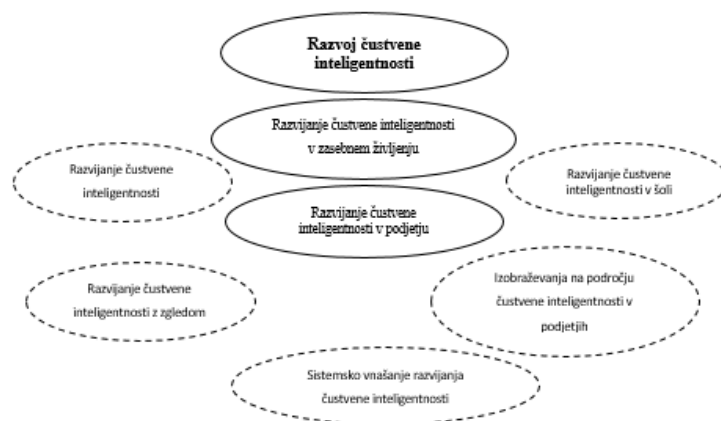 Razvoj čustvene
inteligentnosti
Razvijanje čustvene inteligentnosti
v zasebnem življenju
Razvijanje čustvene
inteligentnosti
Razvijanje čustvene
inteligentnosti v šoli
Razvijanje čustvene
inteligentnosti v podjetju
Razvijanje čustvene
inteligentnosti z zgledom
Izobraževanja na področju
čustvene inteligentnosti v
podjetjih
Sistemsko vnašanje razvijanja
čustvene inteligentnosti